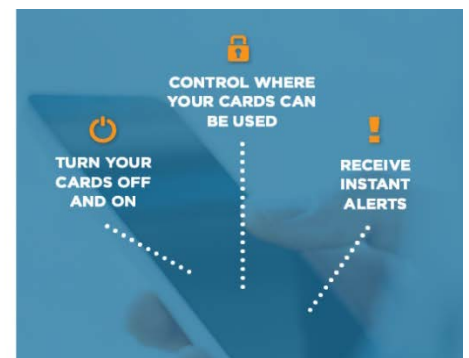 CONTROL WHERE
YOUR CARDS CAN
BE USED
TURN YOUR
CARDS OFF
AND ON
RECEIVE
INSTANT
ALERTS